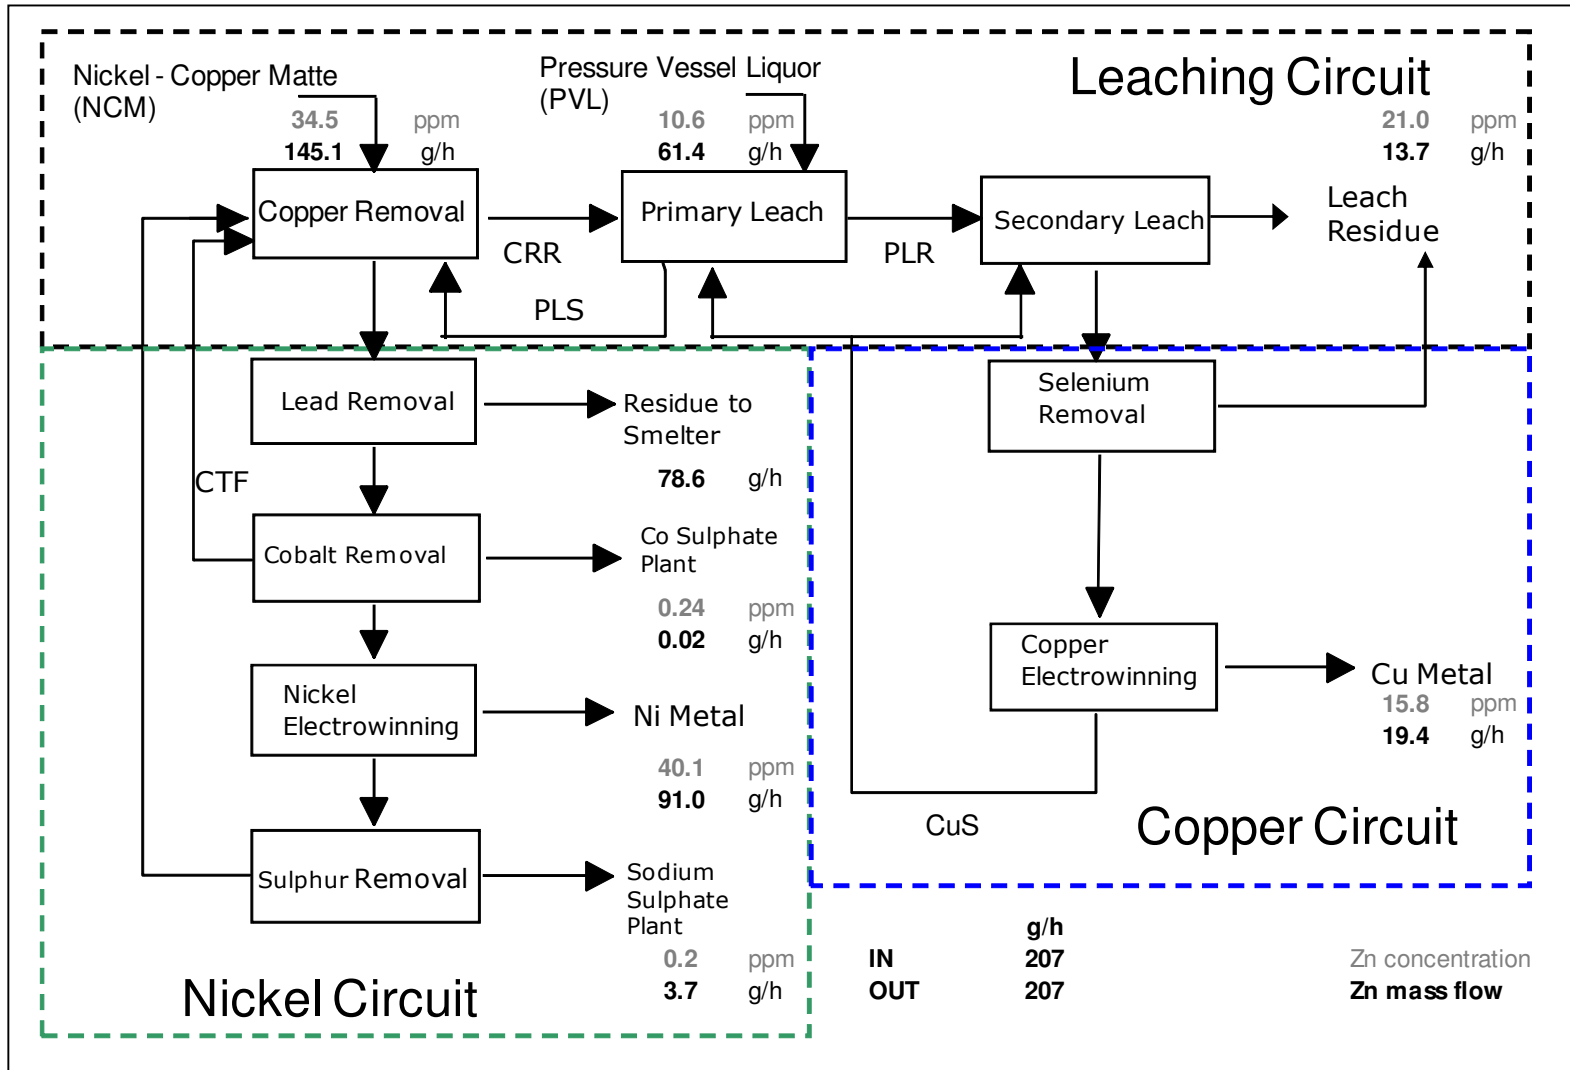 Nickel - Copper Matte
(NCM)
34.5 ppm
145.1 g/h
Pressure Vessel Liquor
(PVL)
10.6 ppm
61.4 g/h
Leaching Circuit
21.0 ppm
13.7 g/h
Copper Removal
CRR
Primary Leach
PLR
Secondary Leach
Leach
Residue
PLS
Lead Removal
Residue to
Smelter
78.6 g/h
CTF
Cobalt Removal
Co Sulphate
Plant
0.24 ppm
0.02 g/h
Nickel
Electrowinning
Ni Metal
40.1 ppm
91.0 g/h
Sulphur Removal
Sodium
Sulphate
Plant
0.2 ppm
3.7 g/h
Nickel Circuit
Selenium
Removal
Copper
Electrowinning
Cu Metal
15.8 ppm
19.4 g/h
CuS
Copper Circuit
g/h
IN 207
OUT 207
Zn concentration
Zn mass flow